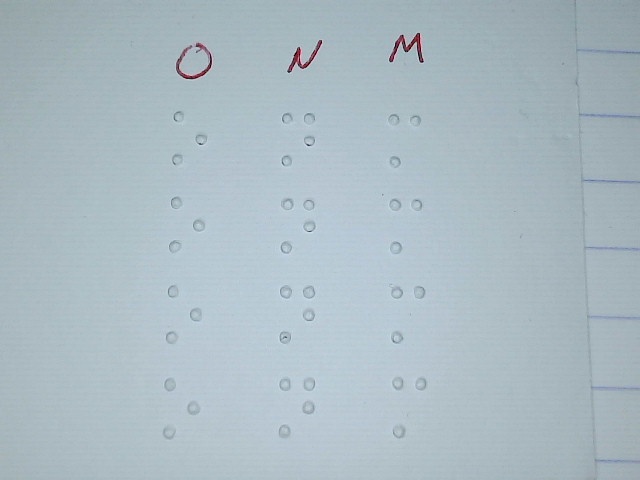 O N M
⠕ ⠝ ⠍
⠕ ⠝ ⠍
⠕ ⠝ ⠍
⠕ ⠝ ⠍